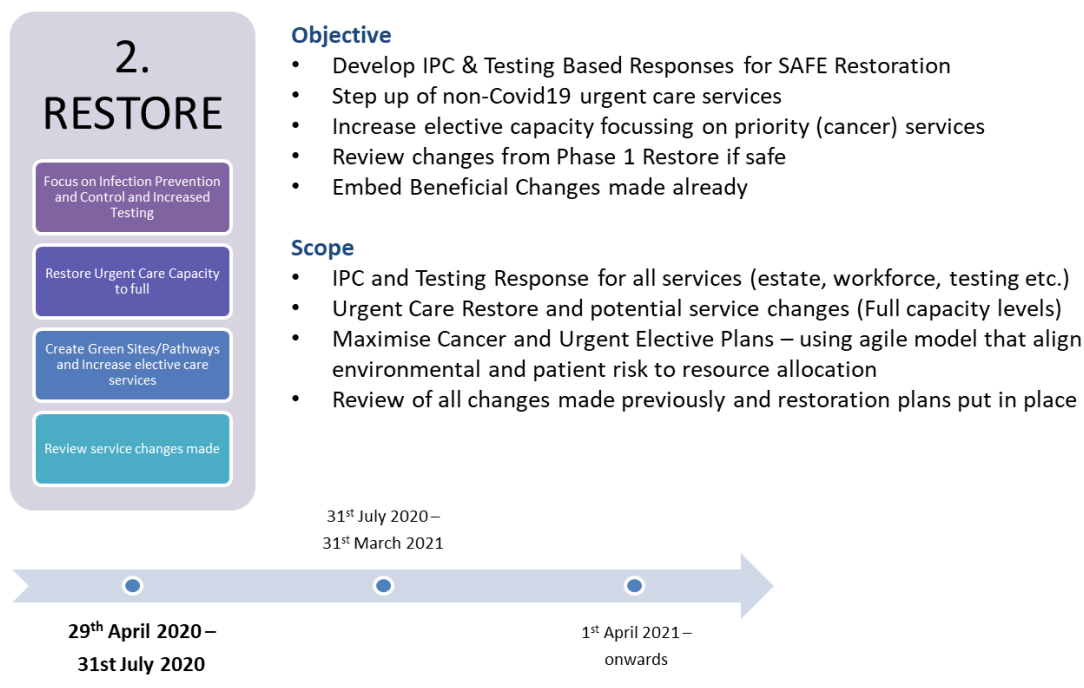 2.
RESTORE
Focus on Infection Prevention
and Control and Increased
Testing
Restore Urgent Care Capacity
to full
Create Green Sites/Pathways
and Increase elective care
services
Review service changes made
Objective
• Develop IPC & Testing Based Responses for SAFE Restoration
• Step up of non-Covid19 urgent care services
• Increase elective capacity focussing on priority (cancer) services
• Review changes from Phase 1 Restore if safe
• Embed Beneficial Changes made already
Scope
• IPC and Testing Response for all services (estate, workforce, testing etc.)
• Urgent Care Restore and potential service changes (Full capacity levels)
• Maximise Cancer and Urgent Elective Plans – using agile model that align
environmental and patient risk to resource allocation
• Review of all changes made previously and restoration plans put in place
31st July 2020 –
31st March 2021
29th April 2020 –
31st July 2020
1st April 2021 –
onwards